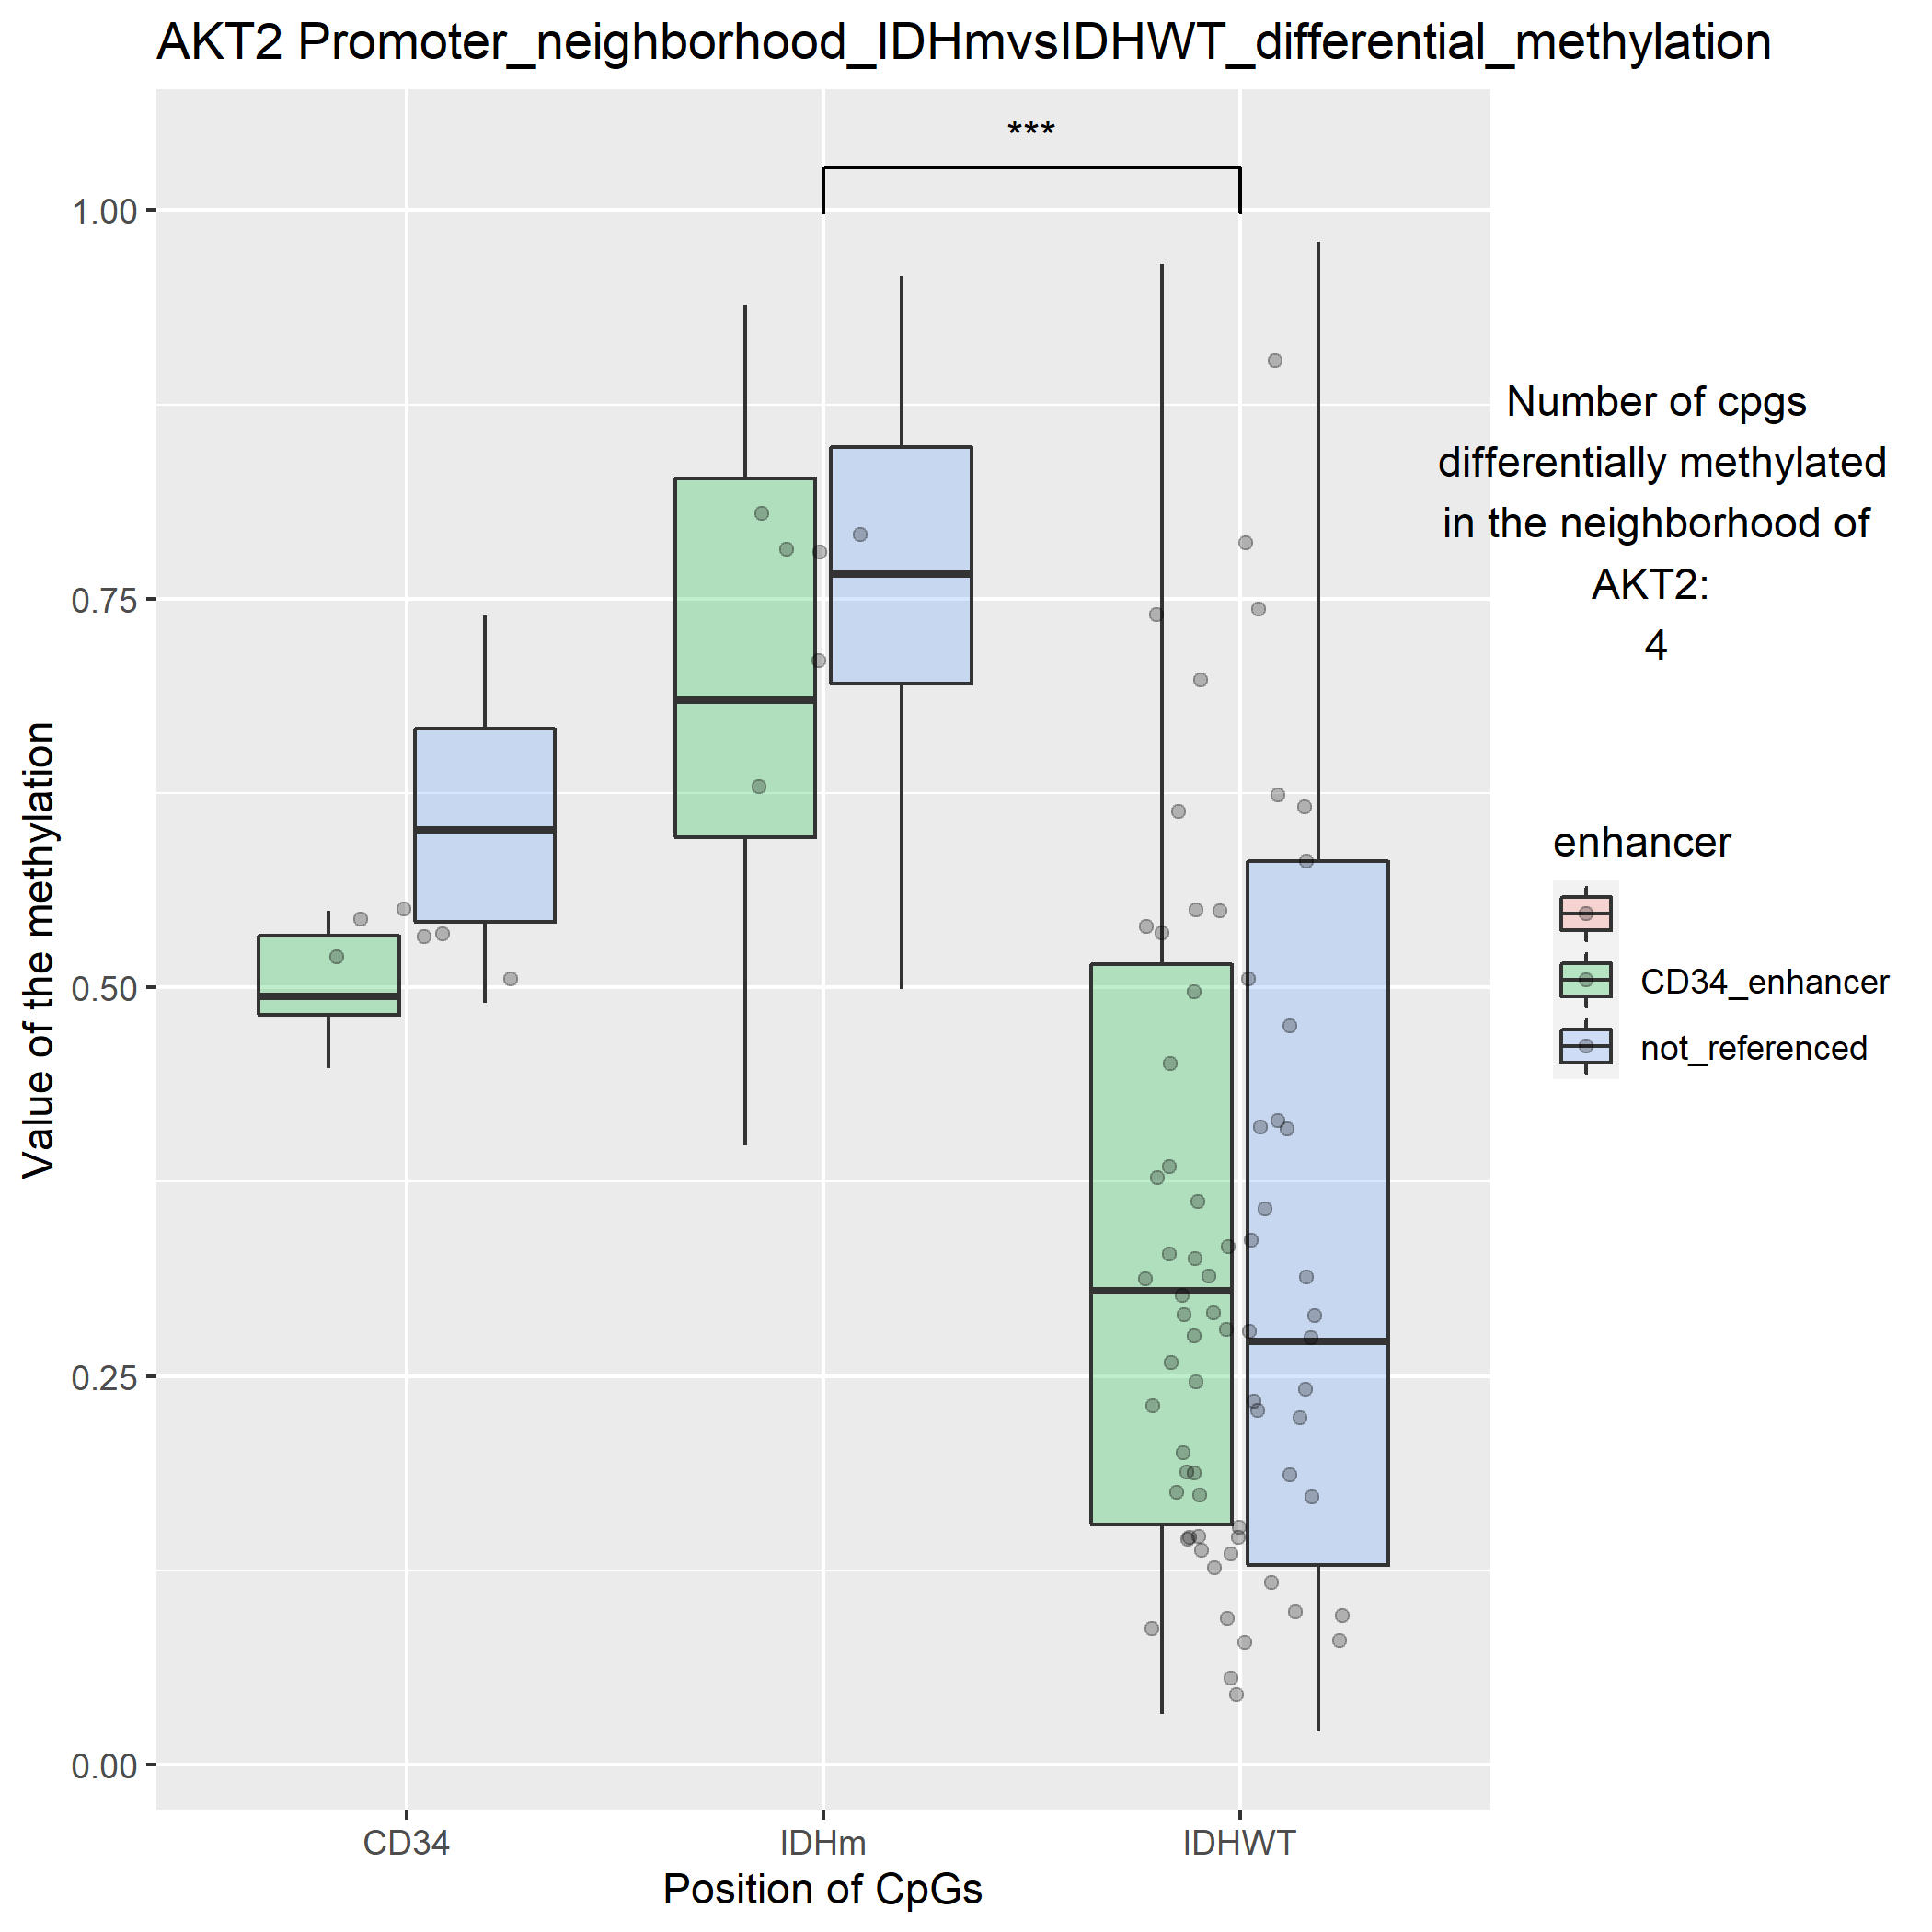 AKT2 Promoter_neighborhood_IDHmvsIDHWT_differential_methylation
***
1.00
0.75
0.50
0.25
0.00
Value of the methylation
CD34
IDHm
IDHWT
Position of CpGs
Number of cpgs
differentially methylated
in the neighborhood of
AKT2:
4
enhancer
CD34_enhancer
not_referenced